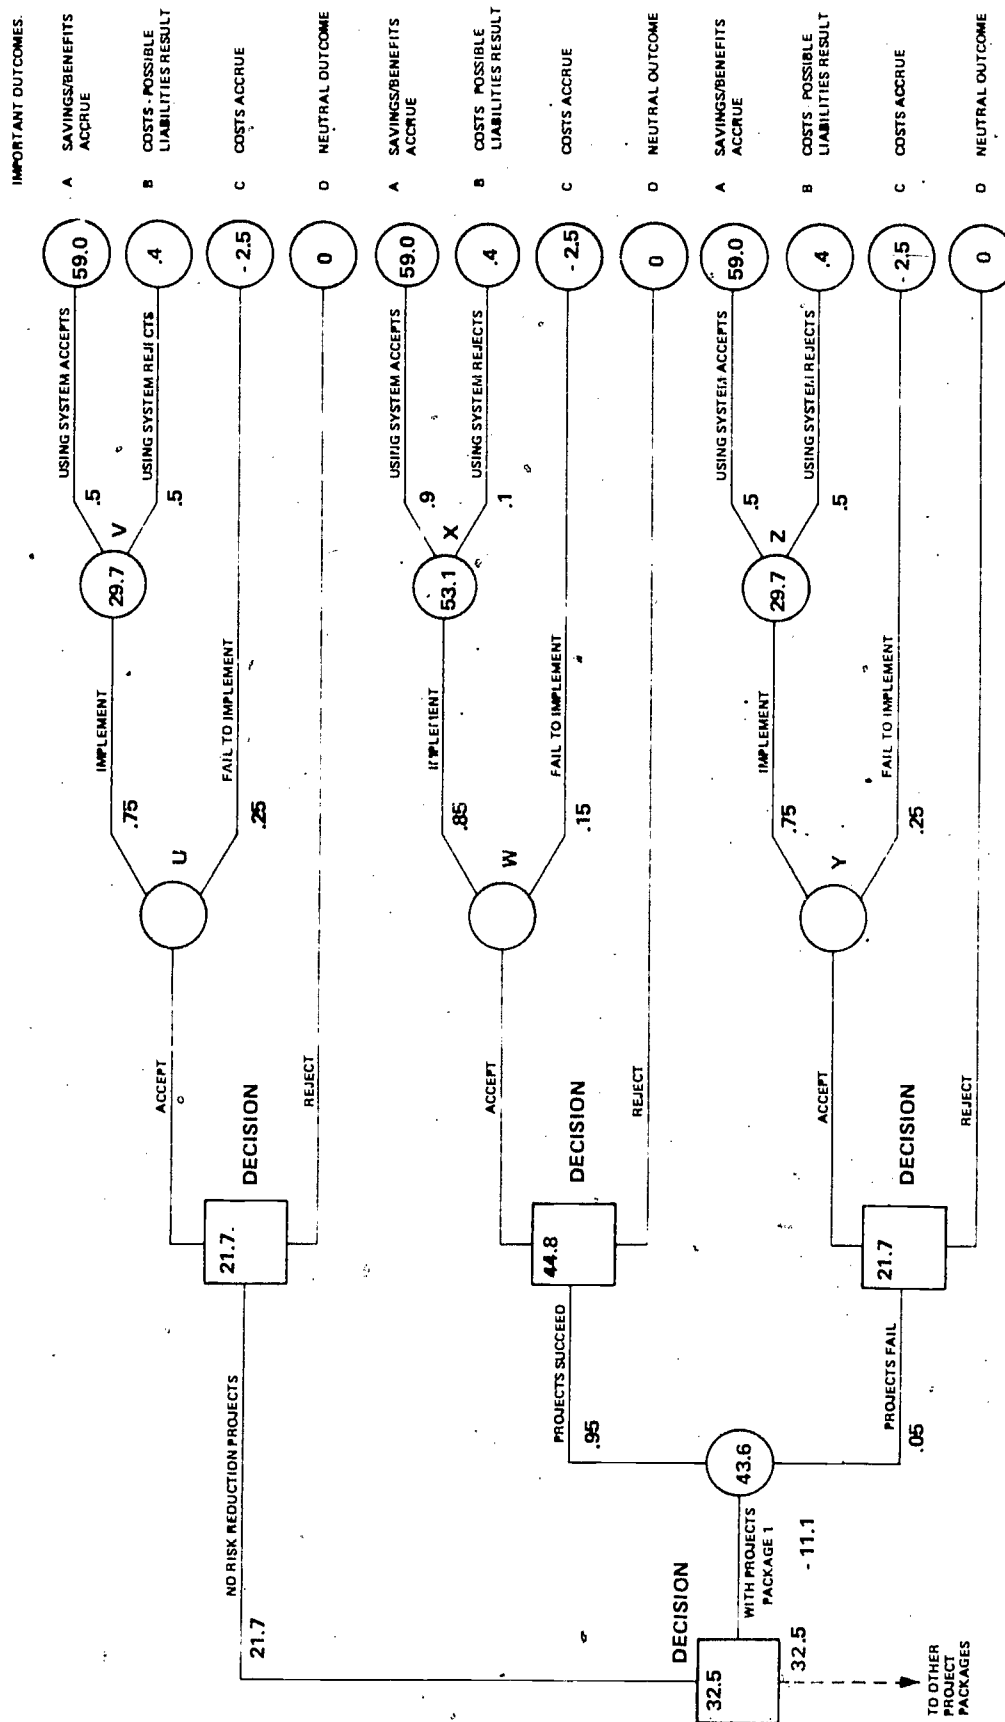 IMPORTANT OUTCOMES.
A SAVINGS/BENEFITS
ACCRUE
B COSTS - POSSIBLE
LIABILITIES RESULT
C COSTS ACCRUE
D NEUTRAL OUTCOME
A SAVINGS/BENEFITS
ACCRUE
B COSTS POSSIBLE
LIABILITIES RESULT
C COSTS ACCRUE
D NEUTRAL OUTCOME
A SAVINGS/BENEFITS
ACCRUE
B COSTS - POSSIBLE
LIABILITIES RESULT
C COSTS ACCRUE
D NEUTRAL OUTCOME
59.0
.4
- 2.5
0
59.0
.4
- 2.5
0
59.0
.4
- 2.5
0
USING SYSTEM ACCEPTS
.5
V
29.7
.5
USING SYSTEM REJECTS
IMPLEMENT
.75
U
FAIL TO IMPLEMENT
.25
ACCEPT
DECISION
21.7
REJECT
USING SYSTEM ACCEPTS
.9
X
53.1
.1
USING SYSTEM REJECTS
IMPLEMENT
.85
W
FAIL TO IMPLEMENT
.15
ACCEPT
DECISION
44.8
REJECT
USING SYSTEM ACCEPTS
.5
Z
29.7
.5
USING SYSTEM REJECTS
IMPLEMENT
.75
Y
FAIL TO IMPLEMENT
.25
ACCEPT
DECISION
21.7
REJECT
NO RISK REDUCTION PROJECTS
21.7
PROJECTS SUCCEED
.95
43.6
PROJECTS FAIL
.05
DECISION
32.5
WITH PROJECTS
PACKAGE 1
- 11.1
32.5
TO OTHER
PROJECT
PACKAGES